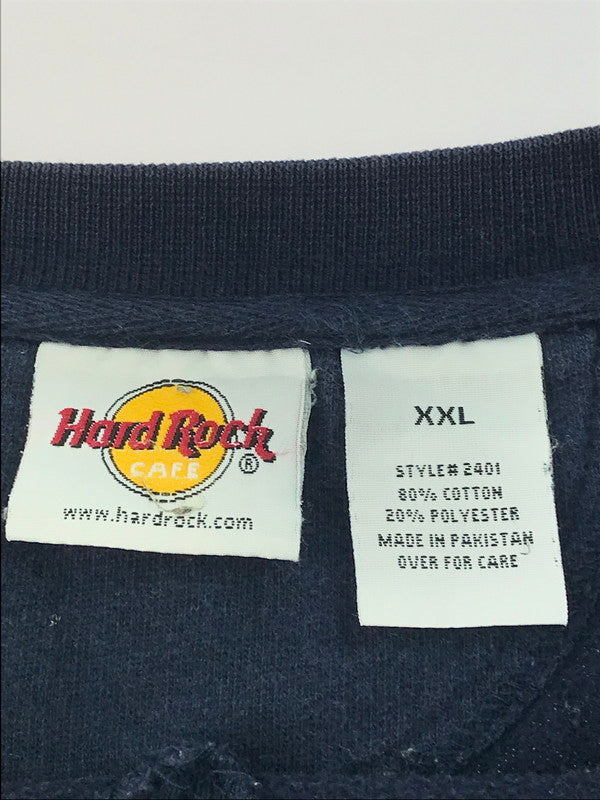 Hard Rock
CAFE
®
www.hardrock.com
XXL
STYLE# 2401
80% COTTON
20% POLYESTER
MADE IN PAKISTAN
OVER FOR CARE